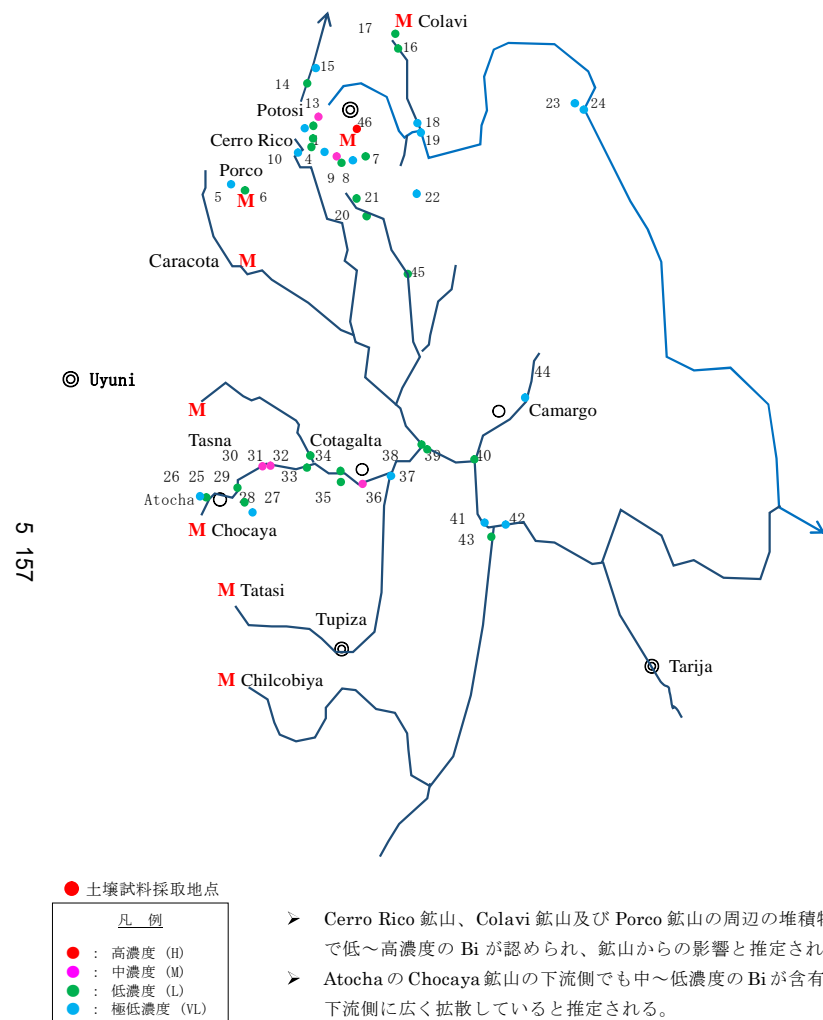 17 M Colavi
16
15
14
13
Potosi
46
18
23 24
Cerro Rico 1 M
19
10 4 7
Porco 9 8
5 6
M
21 22
20
Caracota M
45
Uyuni
44
M
Camargo
Tasna Cotagalta
30 31 32 34 38 39 40
26 25 29 33 37
Atocha 28 27 35 36
M Chocaya
41 42
43
M Tatasi
Tupiza
Tarija
M Chilcobiya
5 157
土壌試料採取地点
凡 例
： 高濃度 (H)
： 中濃度 (M)
： 低濃度 (L)
： 極低濃度 (VL)
➢ Cerro Rico 鉱山、Colavi 鉱山及び Porco 鉱山の周辺の堆積
で低～高濃度の Bi が認められ、鉱山からの影響と推定され
➢ Atocha の Chocaya 鉱山の下流側でも中～低濃度の Bi が含有
下流側に広く拡散していると推定される。